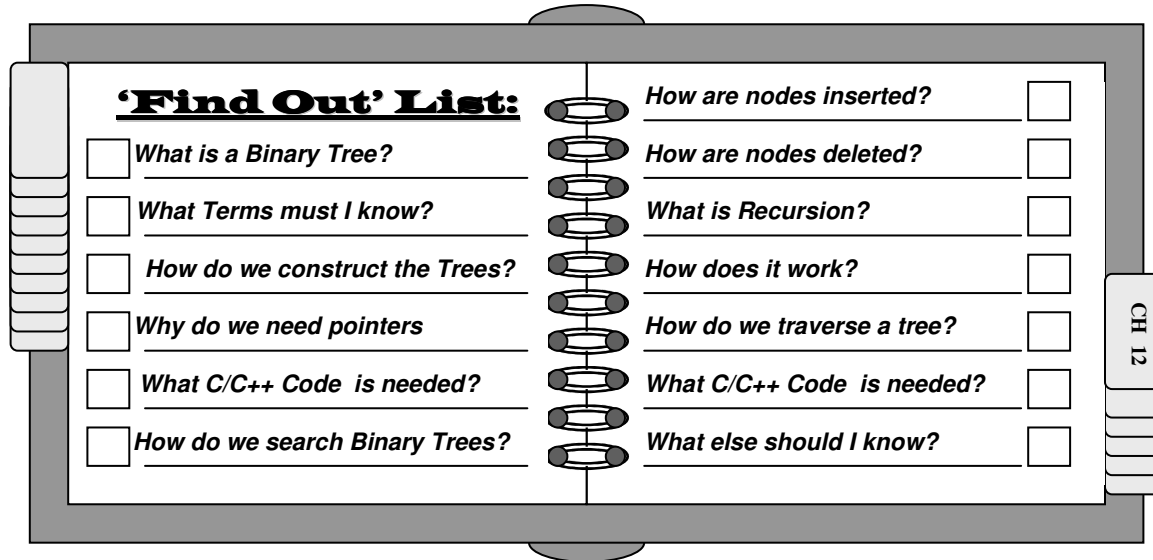 ‘Find Out’ List:
What is a Binary Tree?
What Terms must I know?
How do we construct the Trees?
Why do we need pointers
What C/C++ Code is needed?
How do we search Binary Trees?
How are nodes inserted?
How are nodes deleted?
What is Recursion?
How does it work?
How do we traverse a tree?
What C/C++ Code is needed?
What else should I know?
CH 12